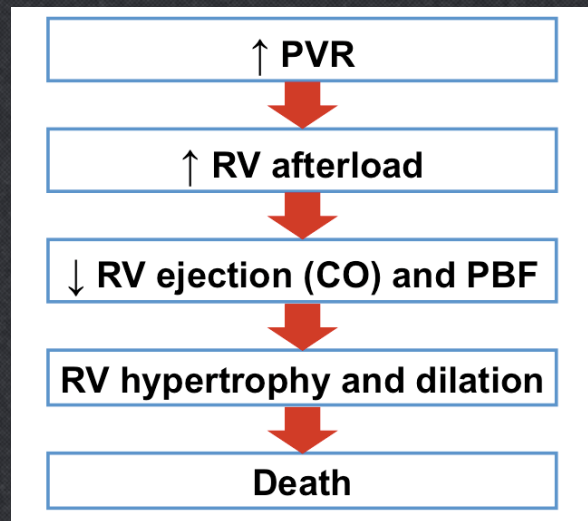 ↑ PVR
↑ RV afterload
↓ RV ejection (CO) and PBF
RV hypertrophy and dilation
Death